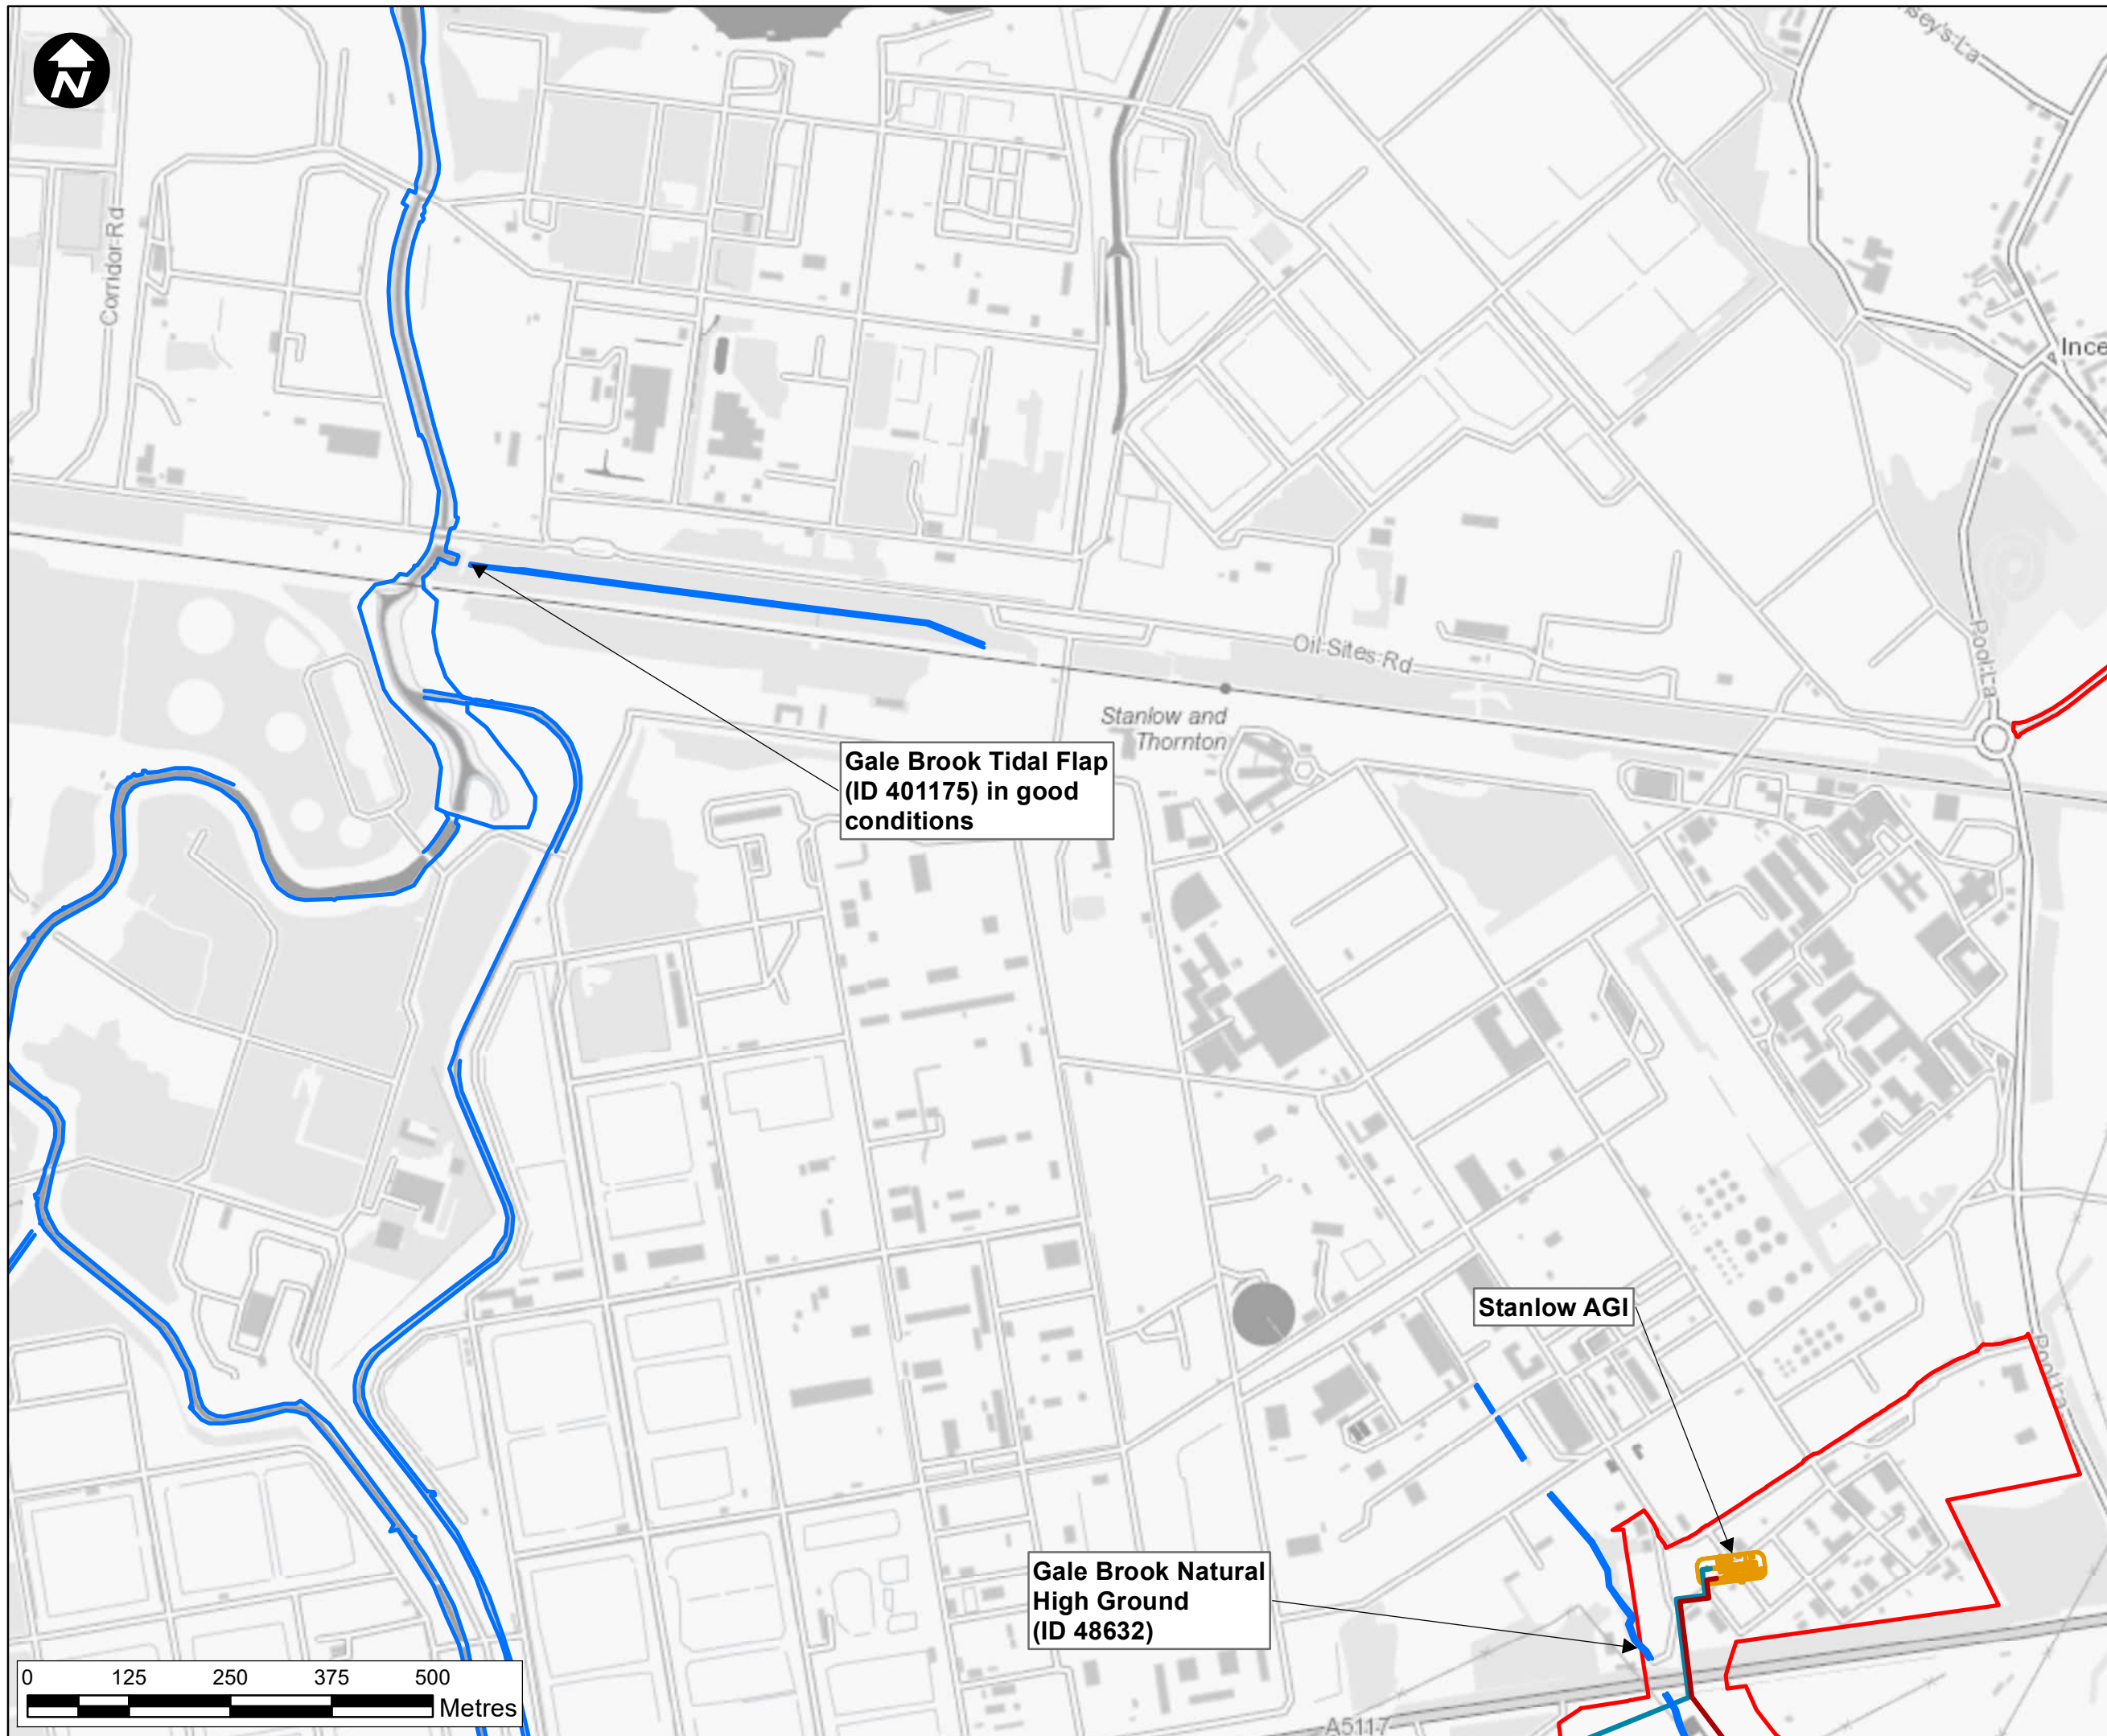 N
Corridor Rd
Ince
Oil Sites Rd
Pool La
Stanlow and
Thornton
Gale Brook Tidal Flap
(ID 401175) in good
conditions
Stanlow AGI
Pool La
Gale Brook Natural
High Ground
(ID 48632)
0 125 250 375 500
Metres
A5117